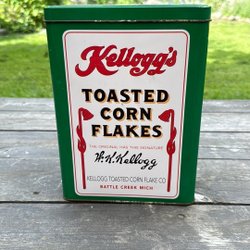 Kellogg's
TOASTED
CORN
FLAKES
THE ORIGINAL HAS THIS SIGNATURE
W.K. Kellogg
KELLOGG TOASTED CORN FLAKE CO.
BATTLE CREEK MICH